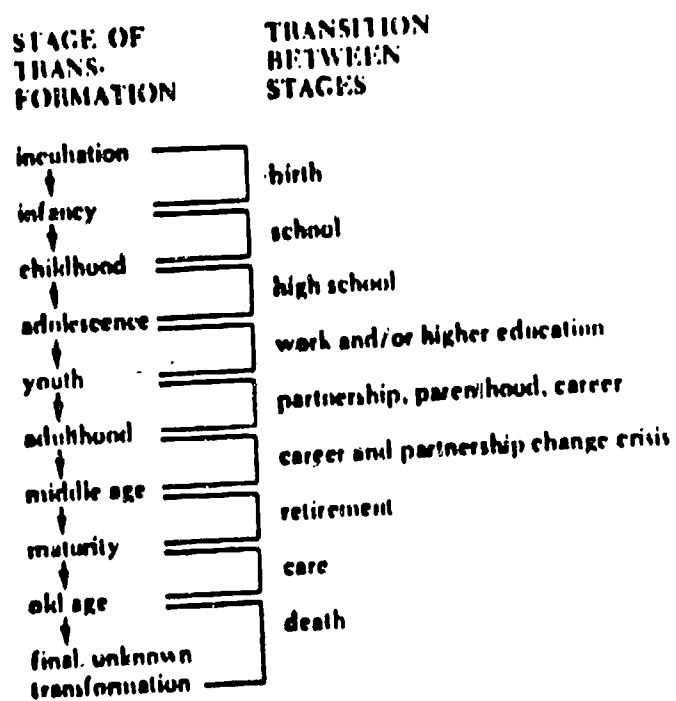 STAGE OF
TRANS-
FORMATION
TRANSITION
BETWEEN
STAGES
incubation
birth
infancy
school
childhood
high school
adolescence
work and/or higher education
youth
partnership, parenthood, career
adulthood
career and partnership change crisis
middle age
retirement
maturity
care
old age
death
final, unknown
transformation